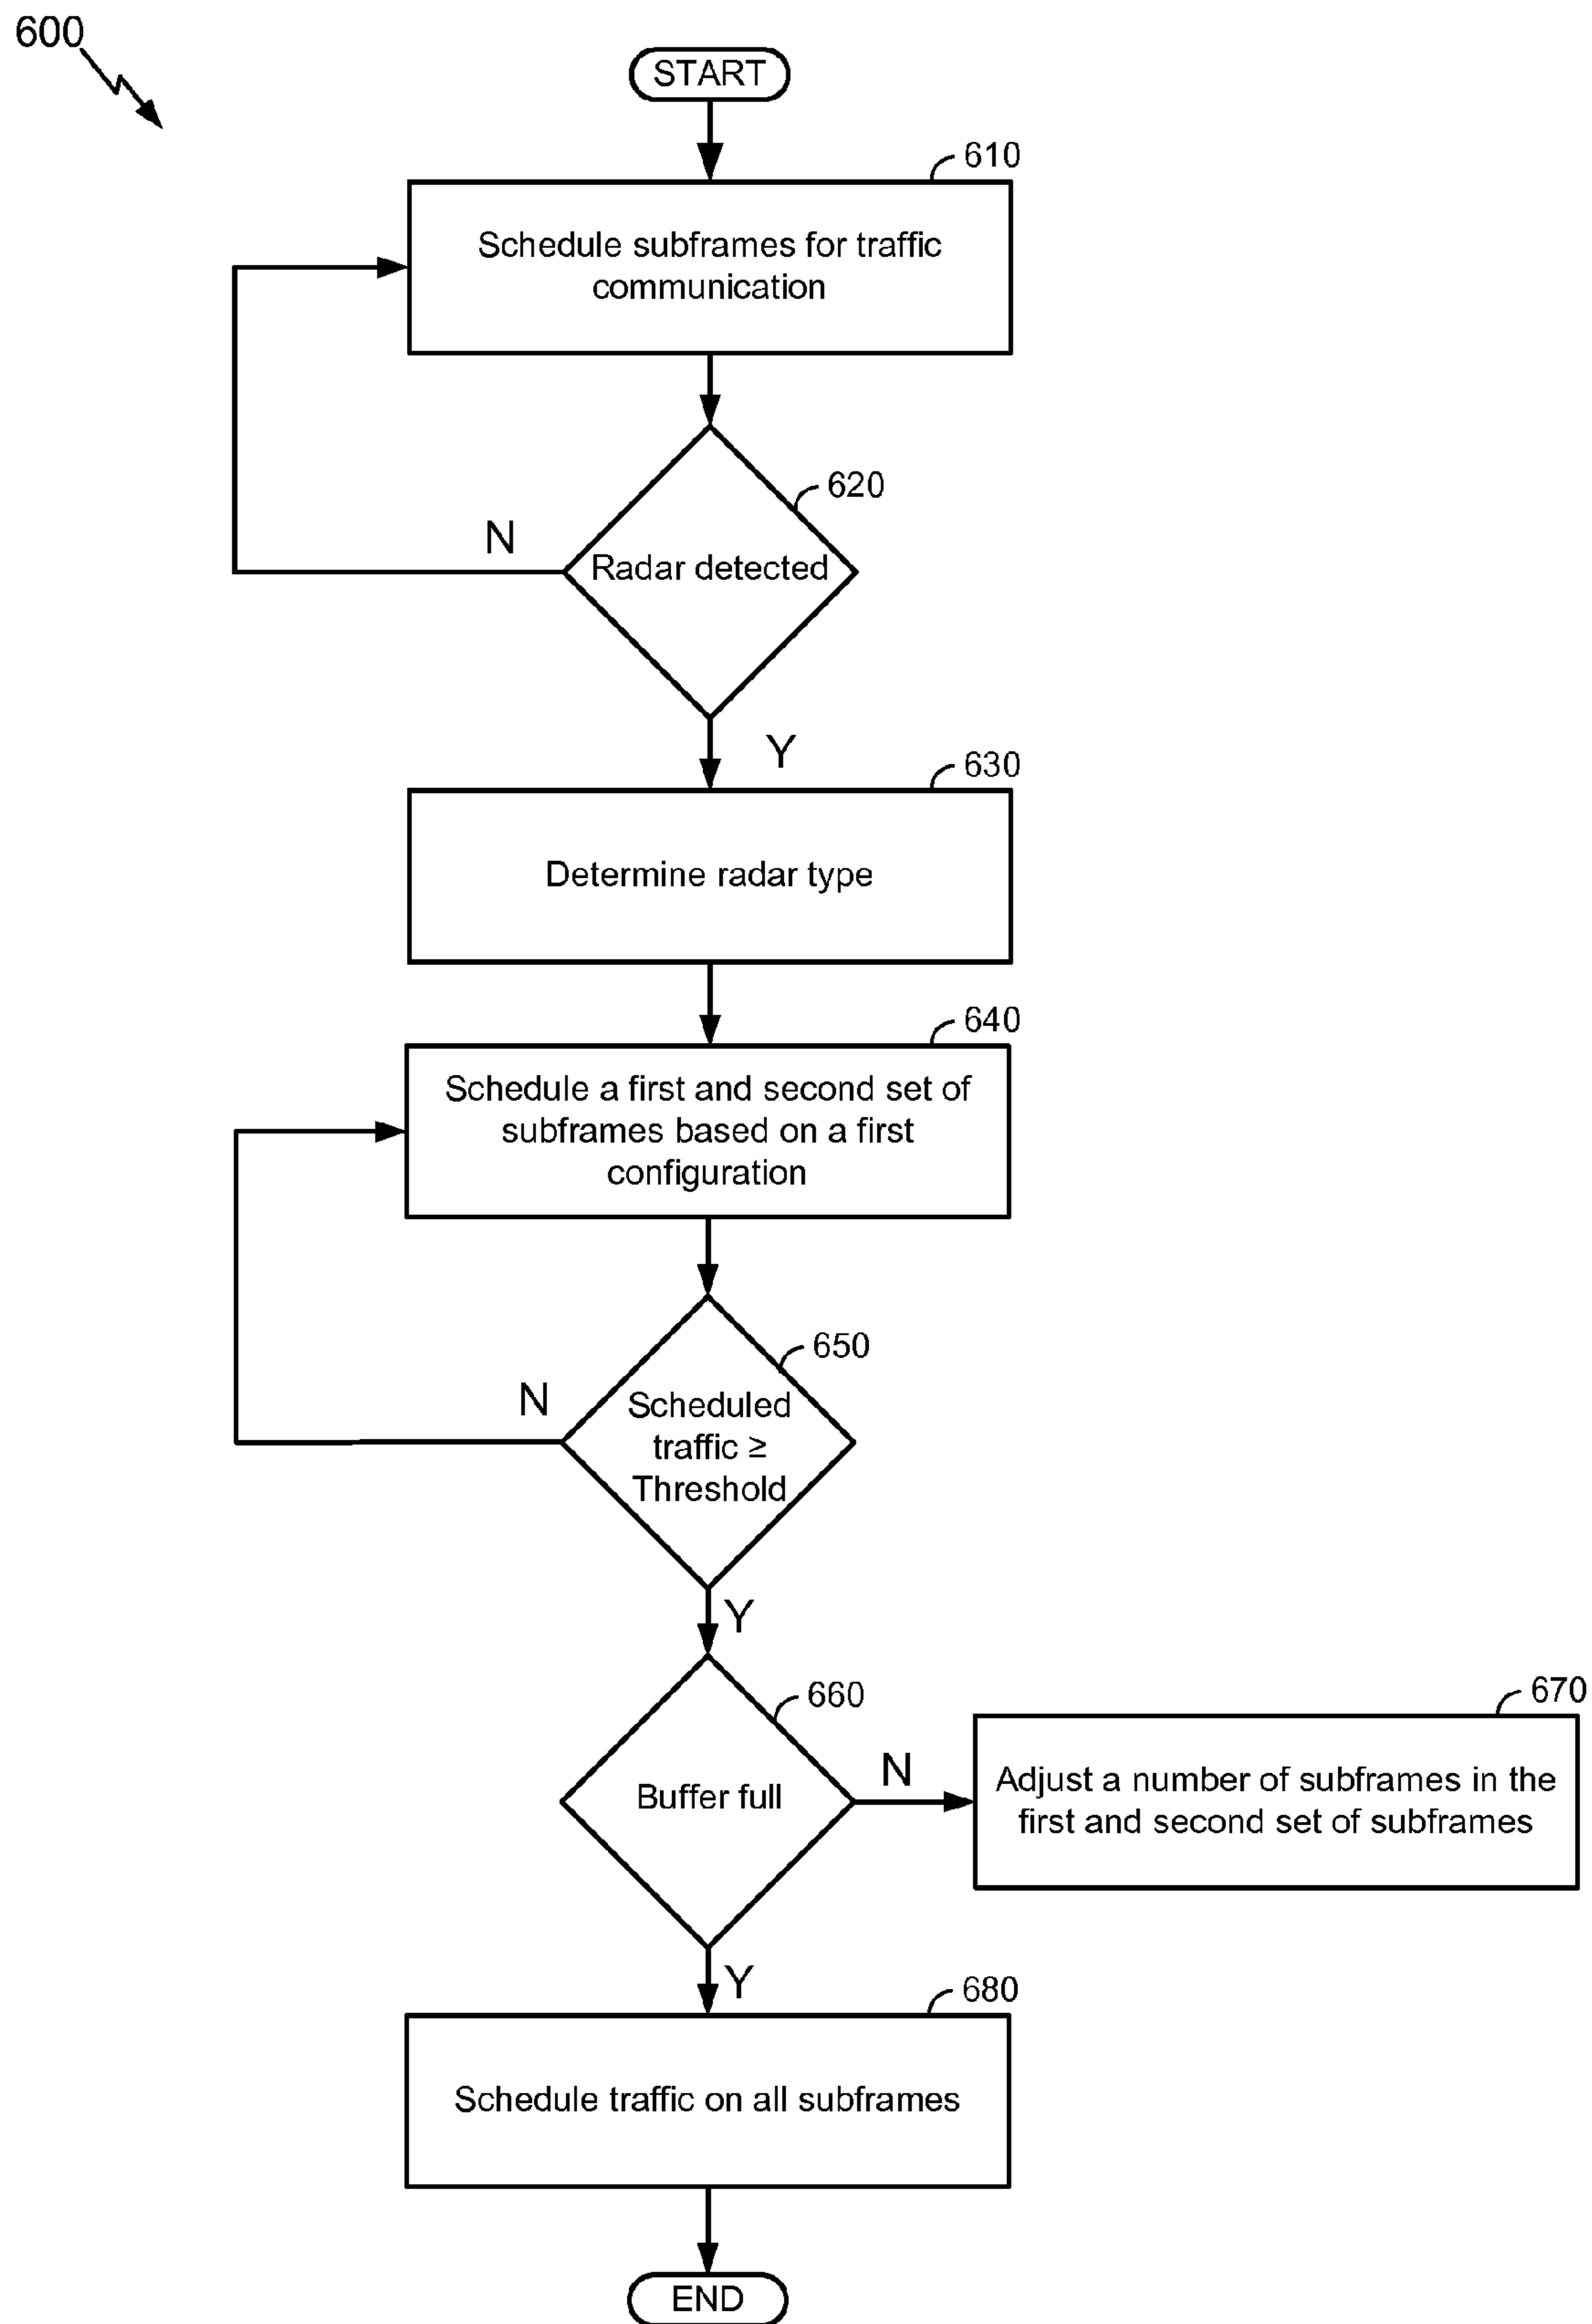 600
START
610
Schedule subframes for traffic
communication
620
N
Radar detected
Y
630
Determine radar type
640
Schedule a first and second set of
subframes based on a first
configuration
650
N
Scheduled
traffic ≥
Threshold
Y
660
Buffer full
N
670
Adjust a number of subframes in the
first and second set of subframes
Y
680
Schedule traffic on all subframes
END